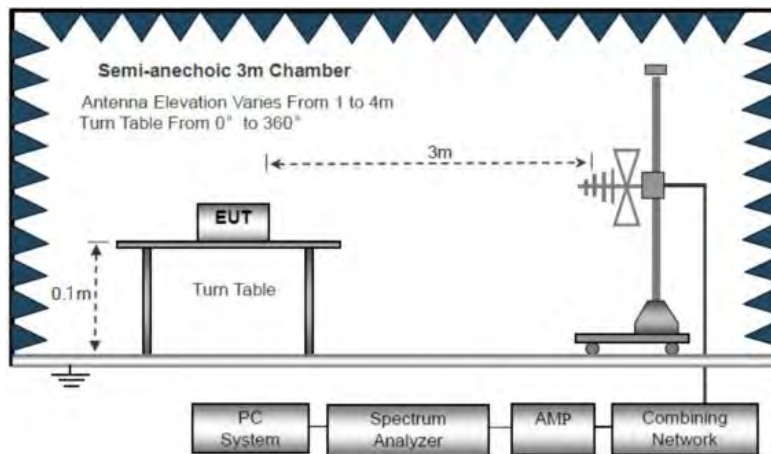 Semi-anechoic 3m Chamber
Antenna Elevation Varies From 1 to 4m
Turn Table From 0° to 360°
3m
EUT
0.1m
Turn Table
PC
System
Spectrum
Analyzer
AMP
Combining
Network